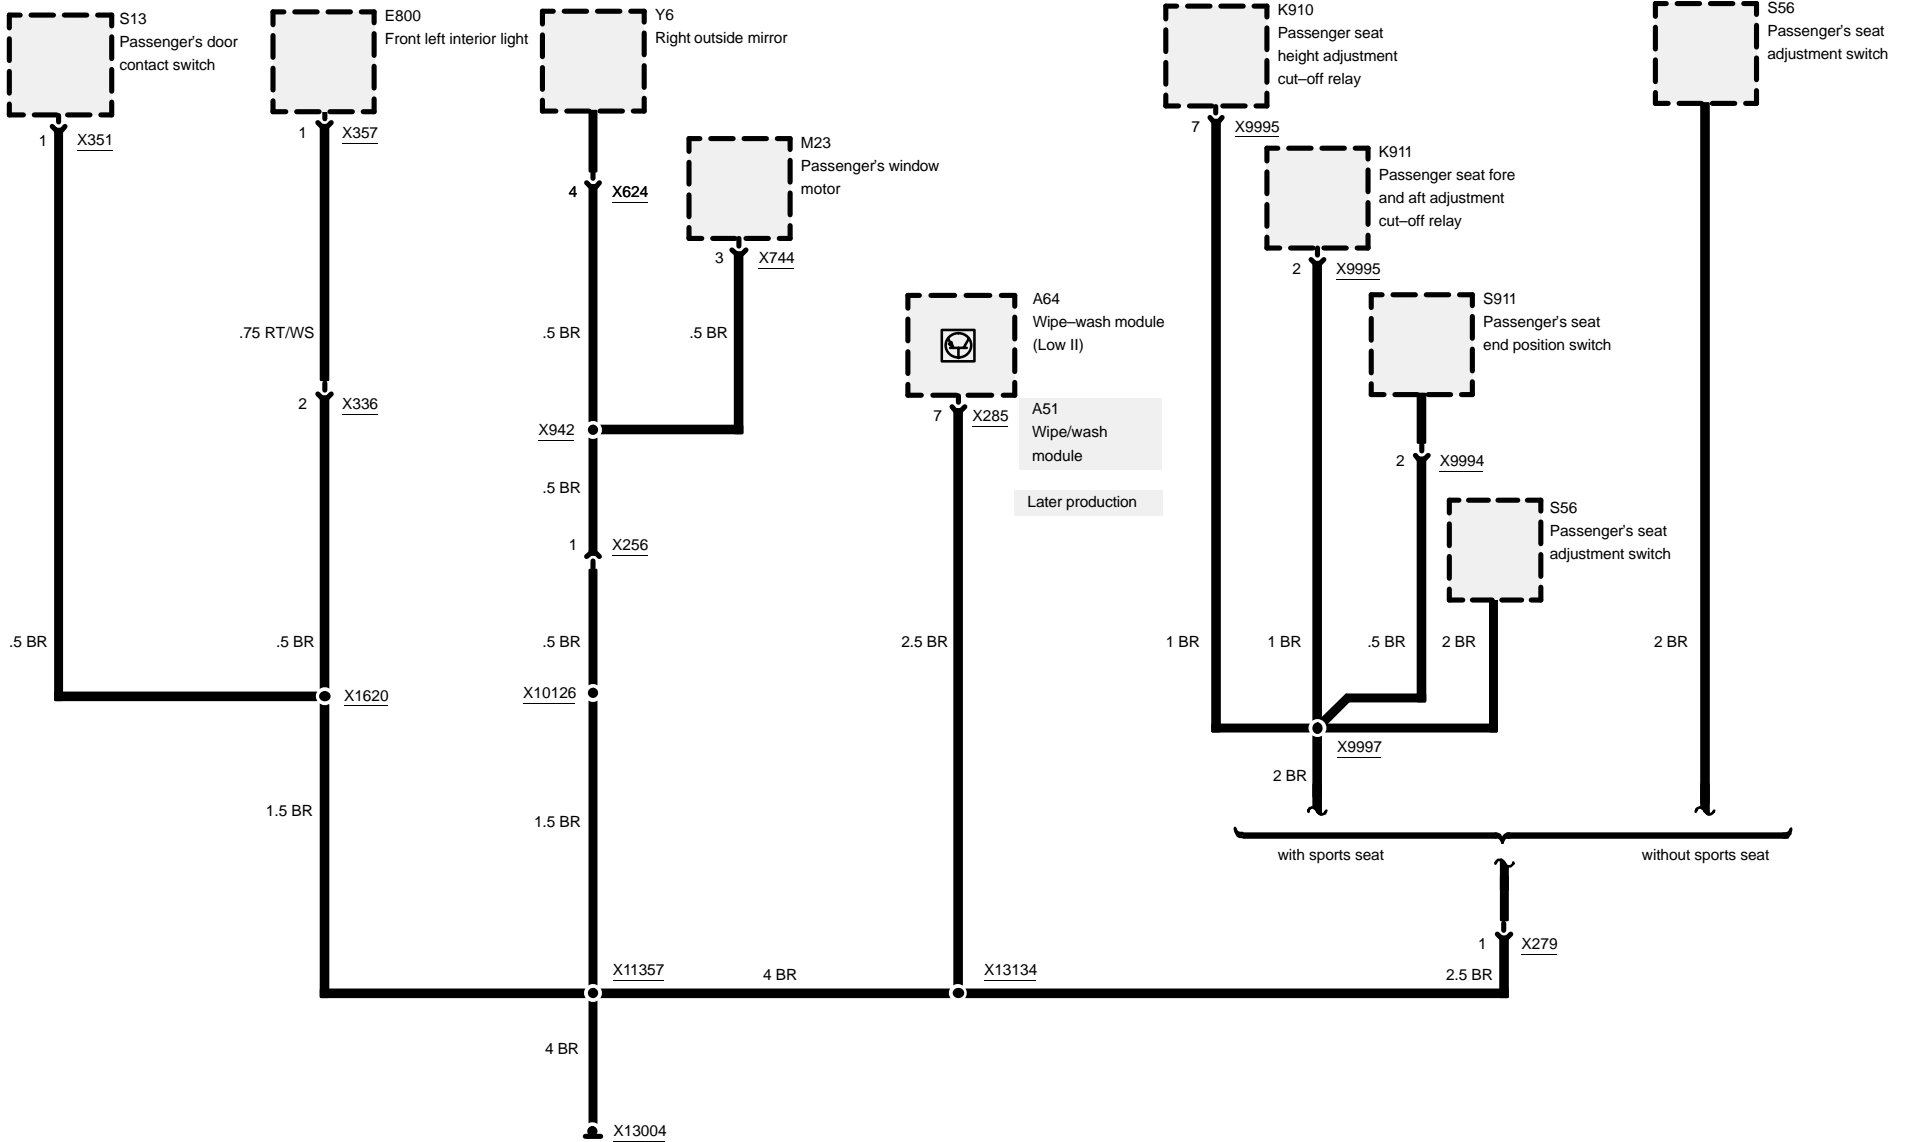 S13
Passenger's door
contact switch
E800
Front left interior light
Y6
Right outside mirror
K910
Passenger seat
height adjustment
cut–off relay
S56
Passenger's seat
adjustment switch
1 X351
1 X357
7 X9995
M23
Passenger's window
motor
K911
Passenger seat fore
and aft adjustment
cut–off relay
4 X624
3 X744
2 X9995
A64
Wipe–wash module
(Low II)
S911
Passenger's seat
end position switch
.75 RT/WS
.5 BR
.5 BR
2 X336
7 X285
A51
Wipe/wash
module
X942
2 X9994
.5 BR
Later production
S56
Passenger's seat
adjustment switch
1 X256
.5 BR
.5 BR
.5 BR
2.5 BR
1 BR
1 BR
.5 BR
2 BR
2 BR
X1620
X10126
X9997
2 BR
1.5 BR
1.5 BR
with sports seat
without sports seat
1 X279
X11357
4 BR
X13134
2.5 BR
4 BR
X13004